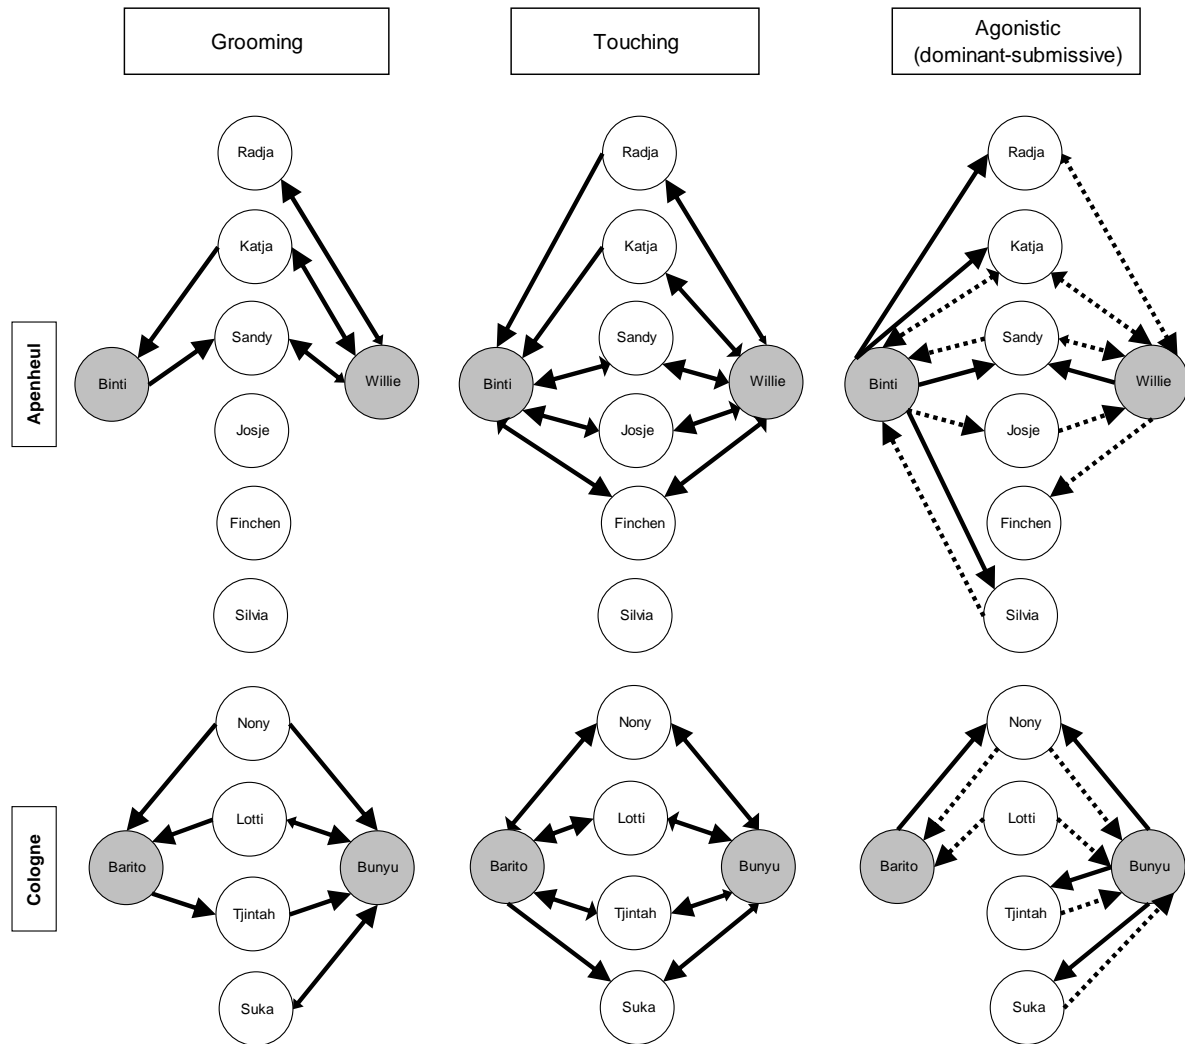 Grooming
Touching
Agonistic
(dominant-submissive)
Apenheul
Radja
Katja
Sandy
Binti
Willie
Josje
Finchen
Silvia
Radja
Katja
Sandy
Binti
Willie
Josje
Finchen
Silvia
Radja
Katja
Sandy
Binti
Willie
Josje
Finchen
Silvia
Cologne
Nony
Lotti
Barito
Bunyu
Tjintah
Suka
Nony
Lotti
Barito
Bunyu
Tjintah
Suka
Nony
Lotti
Barito
Bunyu
Tjintah
Suka